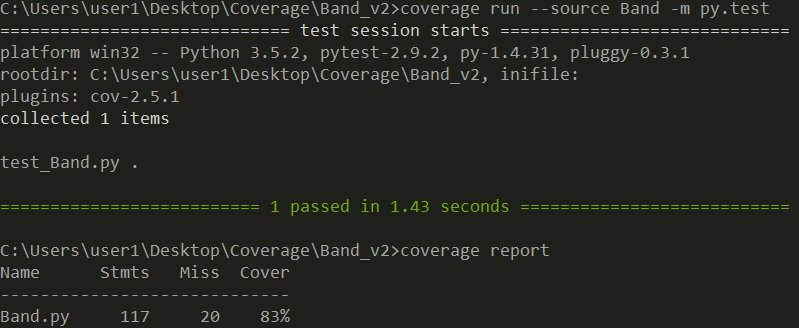 C:\Users\user1\Desktop\Coverage\Band_v2>coverage run --source Band -m py.test
============================= test session starts =============================
platform win32 -- Python 3.5.2, pytest-2.9.2, py-1.4.31, pluggy-0.3.1
rootdir: C:\Users\user1\Desktop\Coverage\Band_v2, inifile:
plugins: cov-2.5.1
collected 1 items
test_Band.py .
========================== 1 passed in 1.43 seconds ===========================
C:\Users\user1\Desktop\Coverage\Band_v2>coverage report
Name      Stmts   Miss  Cover
-----------------------------
Band.py     117     20    83%